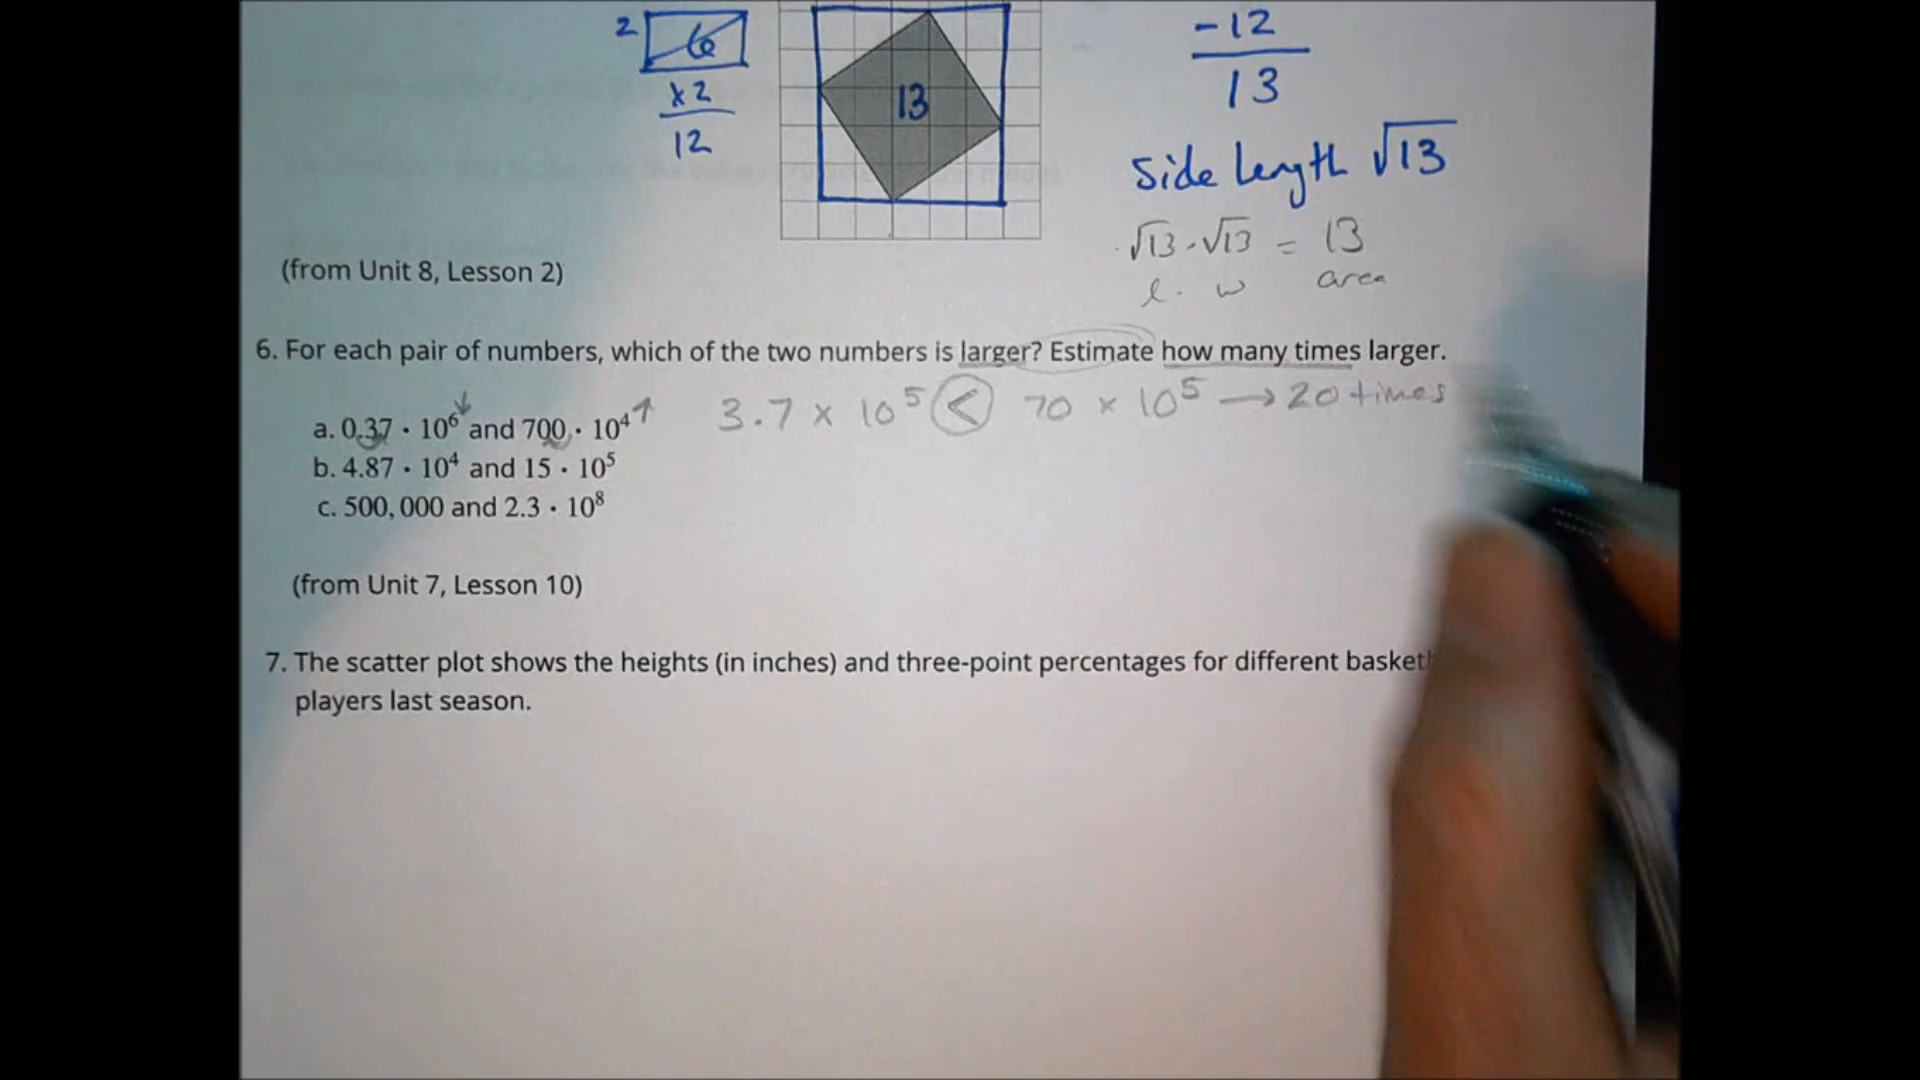 2 6
x2
12
13
-12
13
side length √13
√13 · √13 = 13
l. w area
(from Unit 8, Lesson 2)
6. For each pair of numbers, which of the two numbers is larger? Estimate how many times larger.
a. 0.37 · 10⁶ and 700 · 10⁴ 3.7 x 10⁵ < 70 x 10⁵ → 20 times
b. 4.87 · 10⁴ and 15 · 10⁵
c. 500,000 and 2.3 · 10⁸
(from Unit 7, Lesson 10)
7. The scatter plot shows the heights (in inches) and three-point percentages for different
players last season.